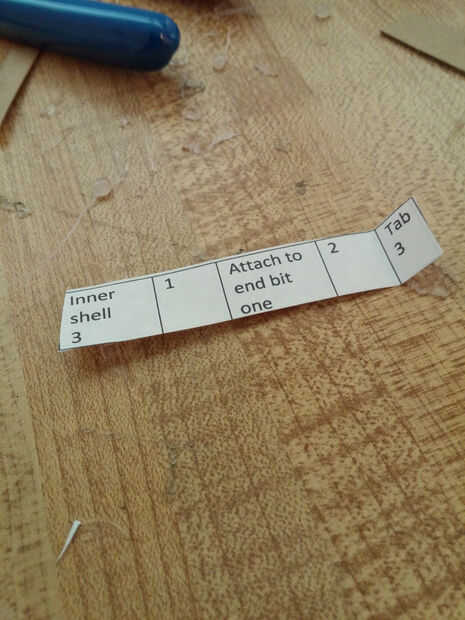 Inner
shell
3
1
Attach to
end bit
one
2
Tab
3